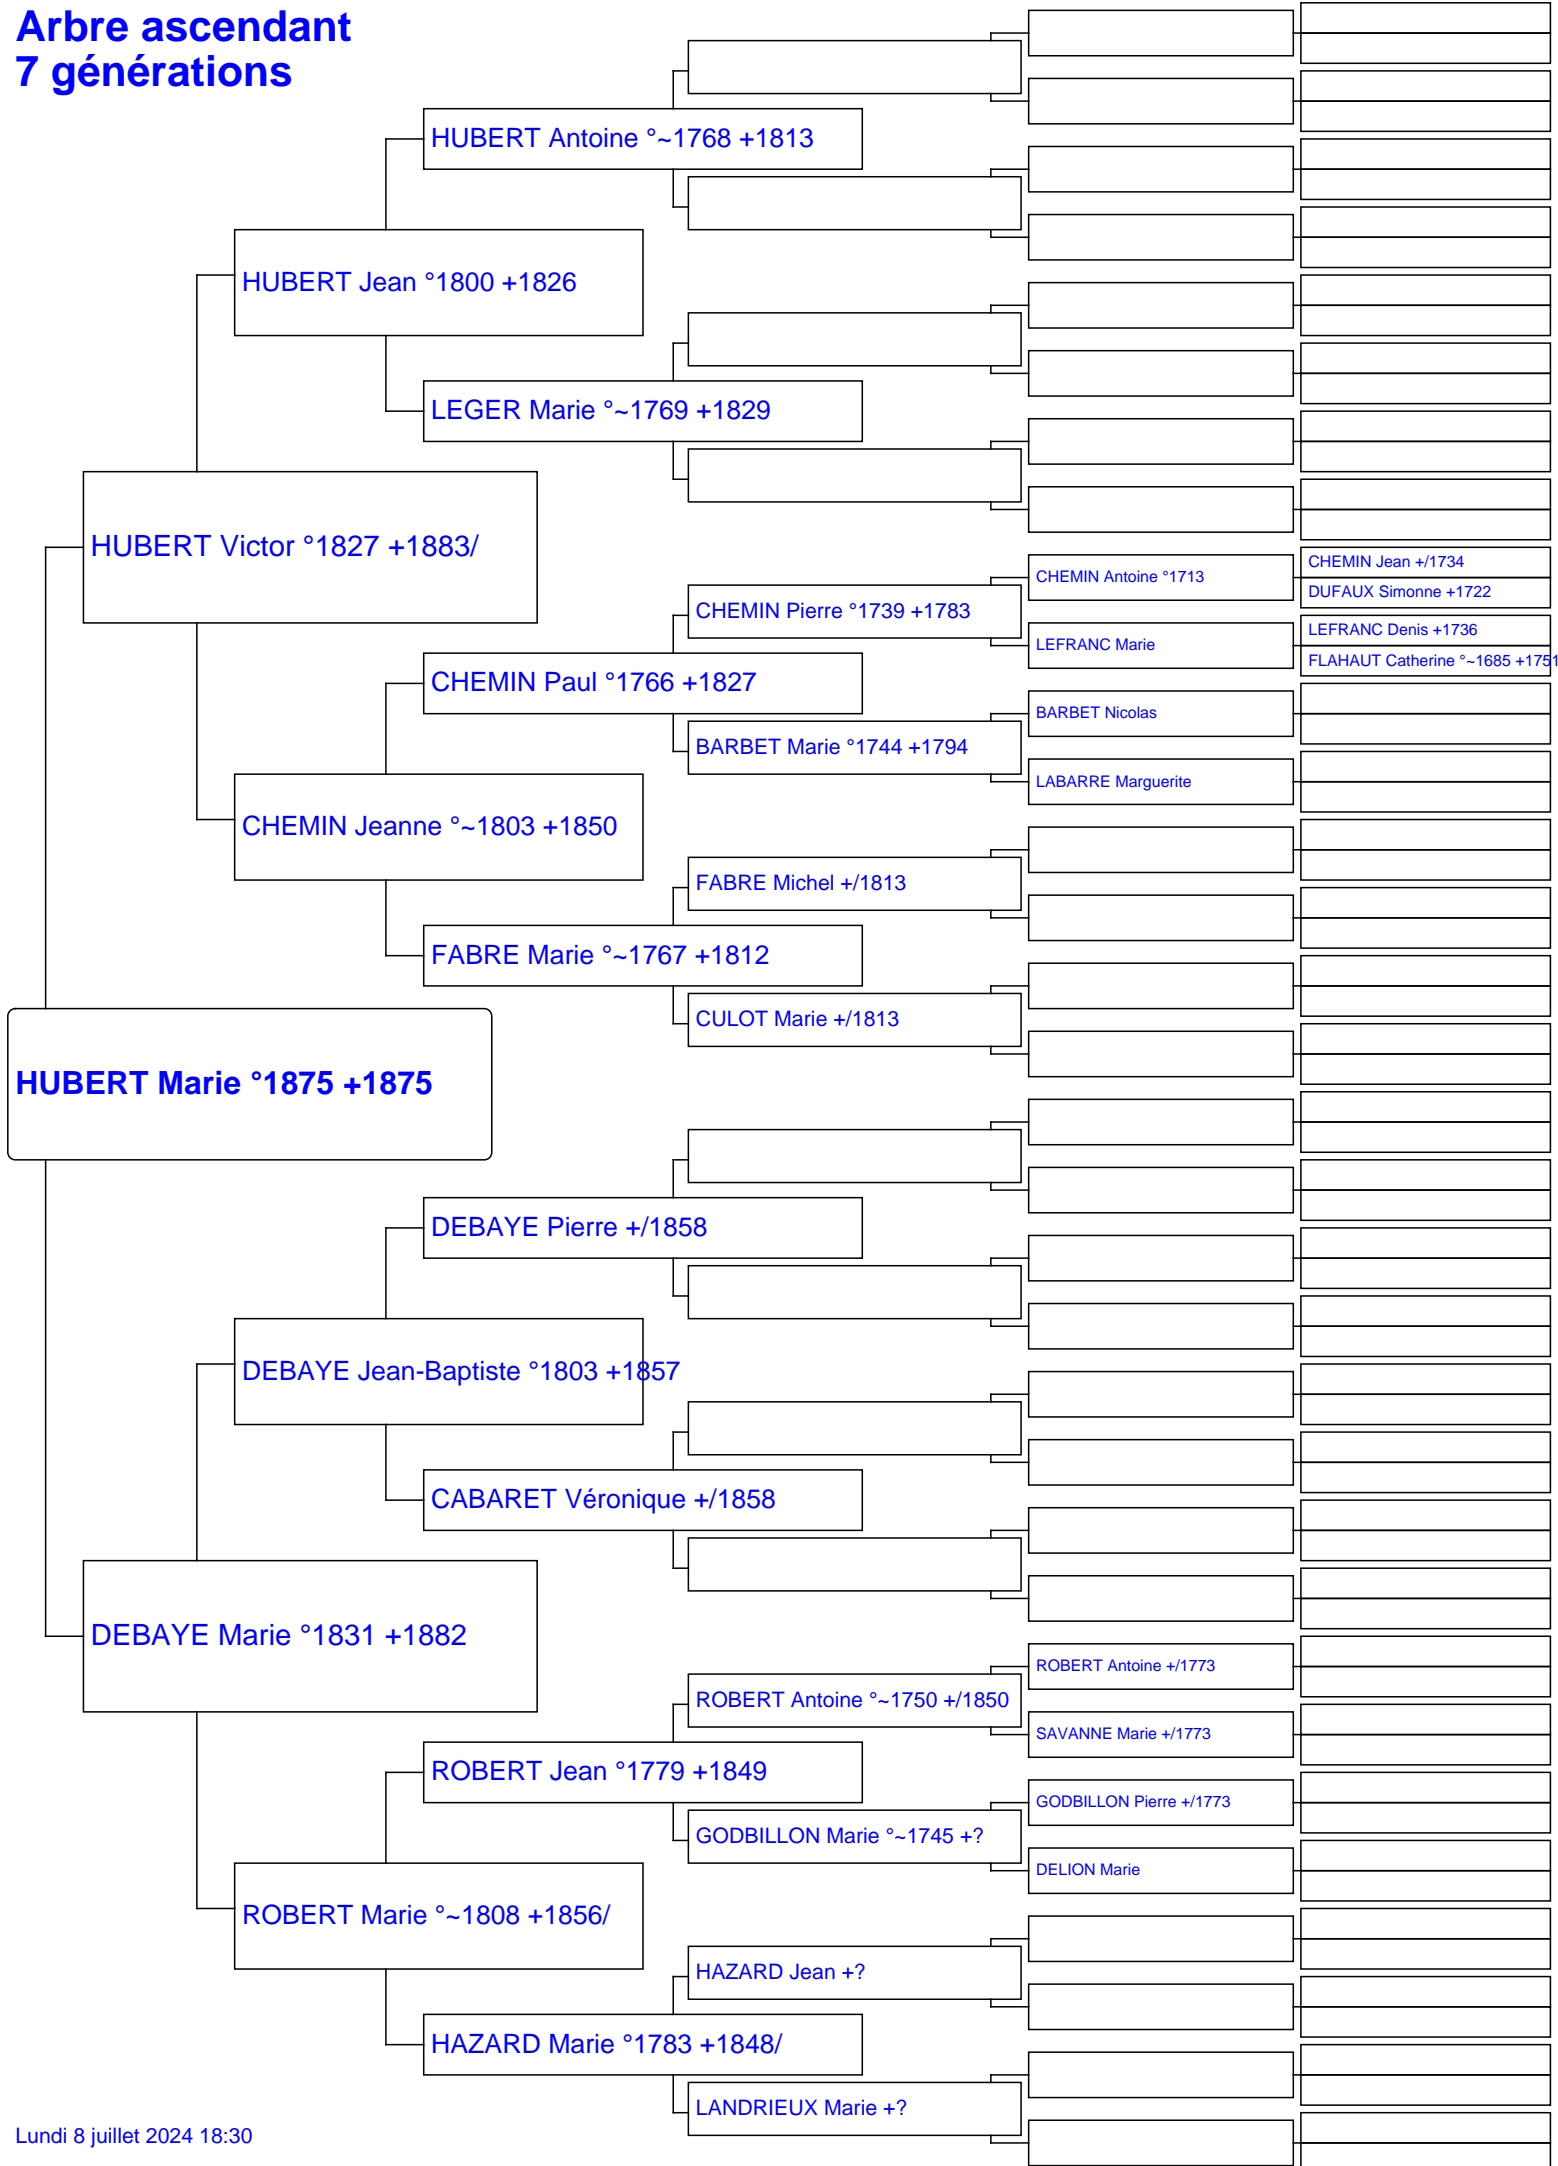 Arbre ascendant
7 générations
HUBERT Antoine °~1768 +1813
HUBERT Jean °1800 +1826
LEGER Marie °~1769 +1829
HUBERT Victor °1827 +1883/
CHEMIN Jean +/1734
CHEMIN Antoine °1713
DUFAUX Simonne +1722
CHEMIN Pierre °1739 +1783
LEFRANC Denis +1736
LEFRANC Marie
FLAHAUT Catherine °~1685 +1751
CHEMIN Paul °1766 +1827
BARBET Nicolas
BARBET Marie °1744 +1794
LABARRE Marguerite
CHEMIN Jeanne °~1803 +1850
FABRE Michel +/1813
FABRE Marie °~1767 +1812
CULOT Marie +/1813
HUBERT Marie °1875 +1875
DEBAYE Pierre +/1858
DEBAYE Jean-Baptiste °1803 +1857
CABARET Véronique +/1858
DEBAYE Marie °1831 +1882
ROBERT Antoine +/1773
ROBERT Antoine °~1750 +/1850
SAVANNE Marie +/1773
ROBERT Jean °1779 +1849
GODBILLON Pierre +/1773
GODBILLON Marie °~1745 +?
DELION Marie
ROBERT Marie °~1808 +1856/
HAZARD Jean +?
HAZARD Marie °1783 +1848/
LANDRIEUX Marie +?
Lundi 8 juillet 2024 18:30